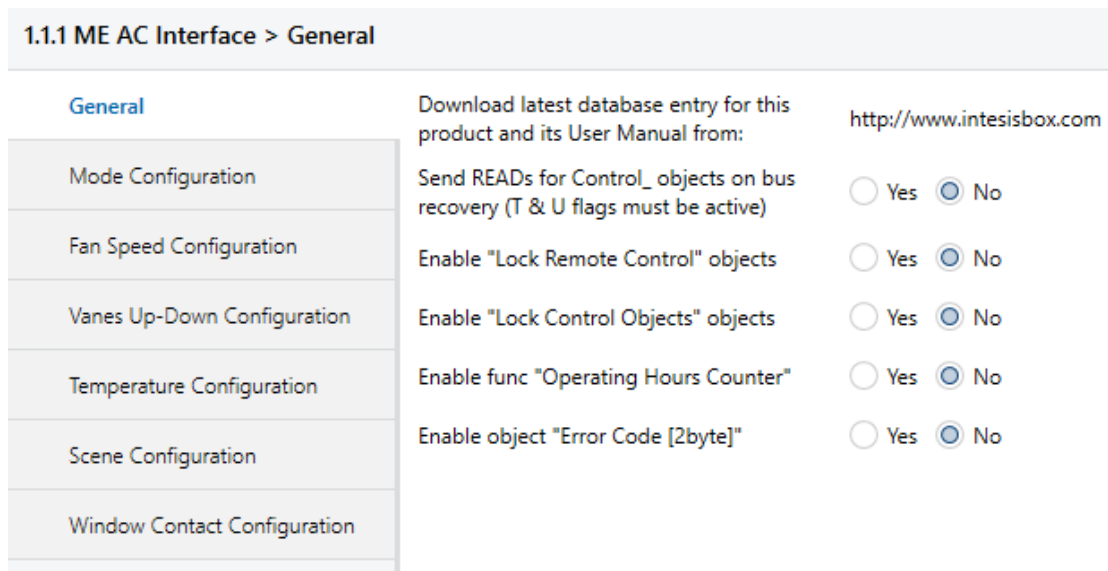 1.1.1 ME AC Interface > General
General
Mode Configuration
Fan Speed Configuration
Vanes Up-Down Configuration
Temperature Configuration
Scene Configuration
Window Contact Configuration
Download latest database entry for this
product and its User Manual from:
http://www.intesisbox.com
Send READs for Control_ objects on bus
recovery (T & U flags must be active)
Yes No
Enable "Lock Remote Control" objects
Yes No
Enable "Lock Control Objects" objects
Yes No
Enable func "Operating Hours Counter"
Yes No
Enable object "Error Code [2byte]"
Yes No